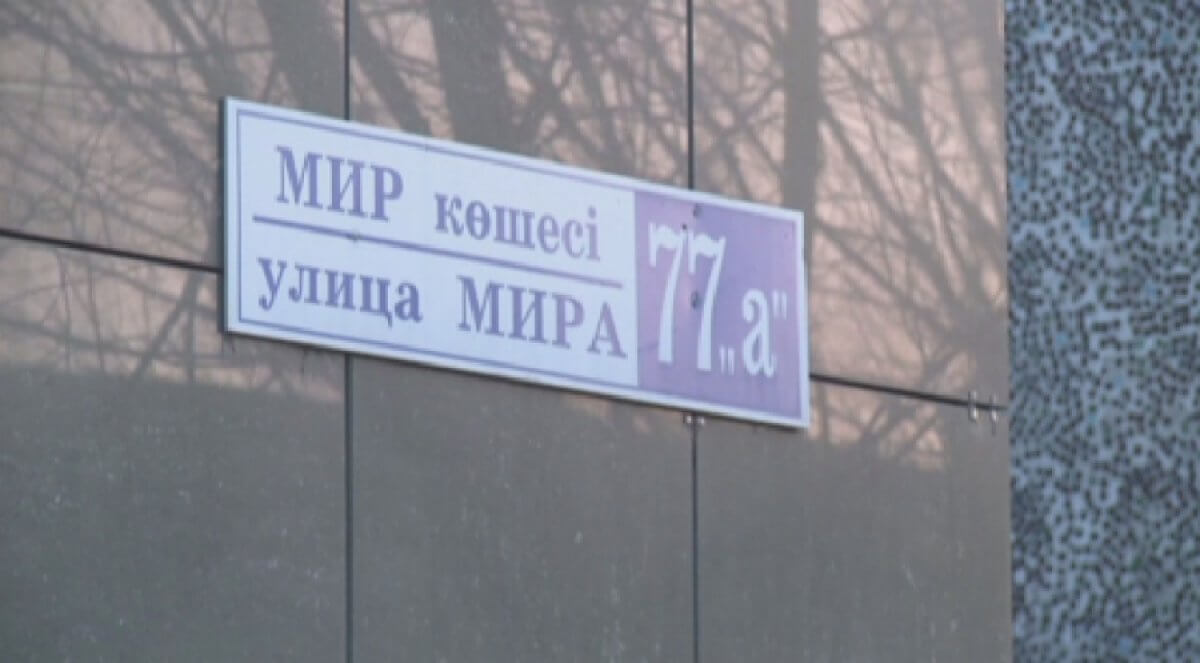 МИР көшесі
улица МИРА
77 „а"